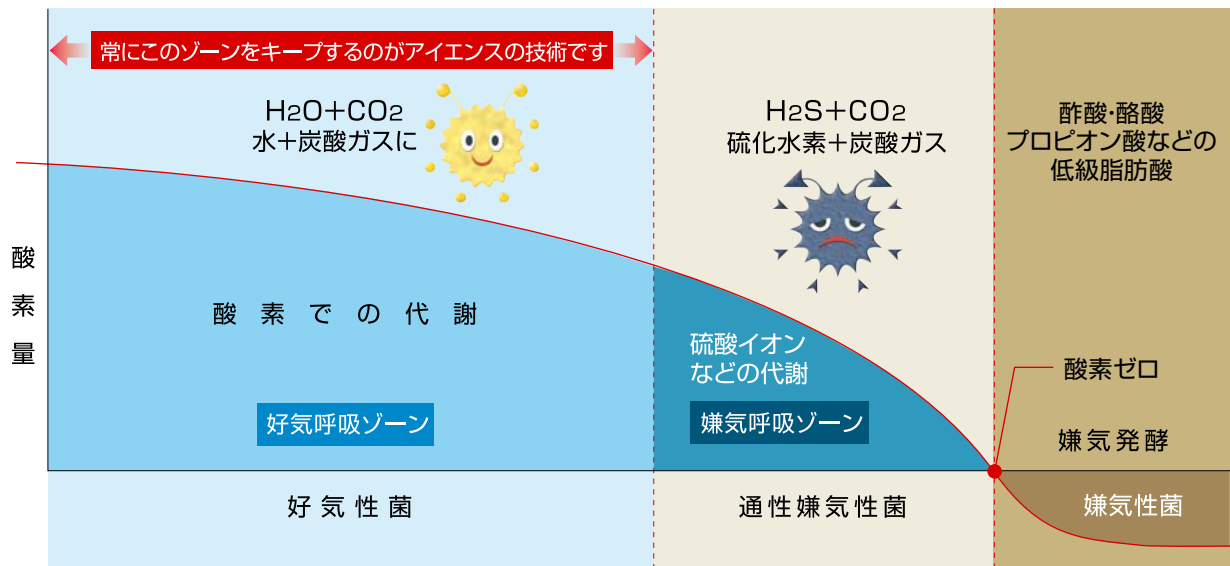 常にこのゾーンをキープするのがアイエンスの技術です
H2O+CO2
水+炭酸ガスに
H2S+CO2
硫化水素+炭酸ガス
酢酸・酪酸
プロピオン酸などの
低級脂肪酸
酸素量
酸素での代謝
硫酸イオン
などの代謝
酸素ゼロ
好気呼吸ゾーン
嫌気呼吸ゾーン
嫌気発酵
好気性菌
通性嫌気性菌
嫌気性菌